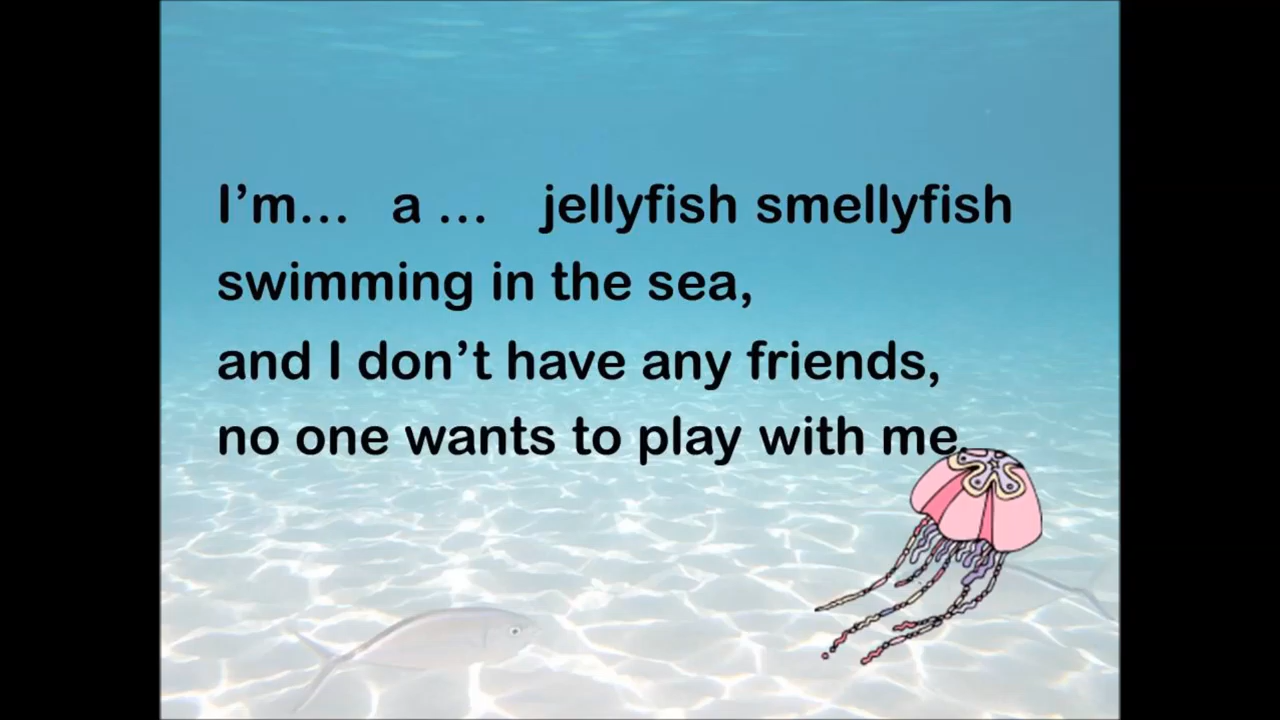 I’m… a … jellyfish smellyfish
swimming in the sea,
and I don’t have any friends,
no one wants to play with me.